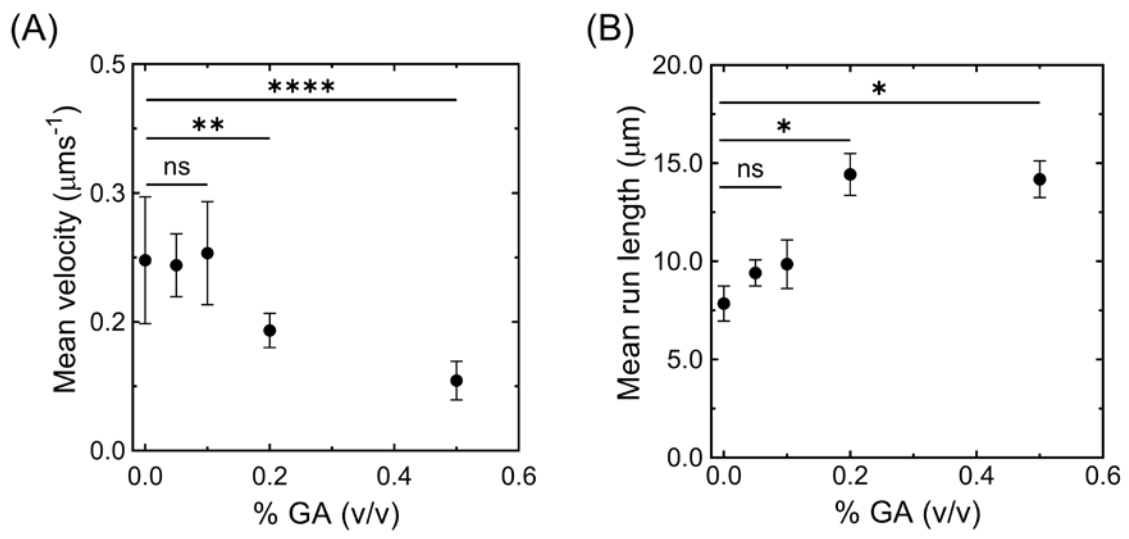 (A)
Mean velocity (μms⁻¹)
0.5
0.3
0.2
0.0
****
**
ns
0.0 0.2 0.4 0.6
% GA (v/v)
(B)
Mean run length (μm)
20.0
15.0
10.0
5.0
0.0
*
*
ns
0.0 0.2 0.4 0.6
% GA (v/v)